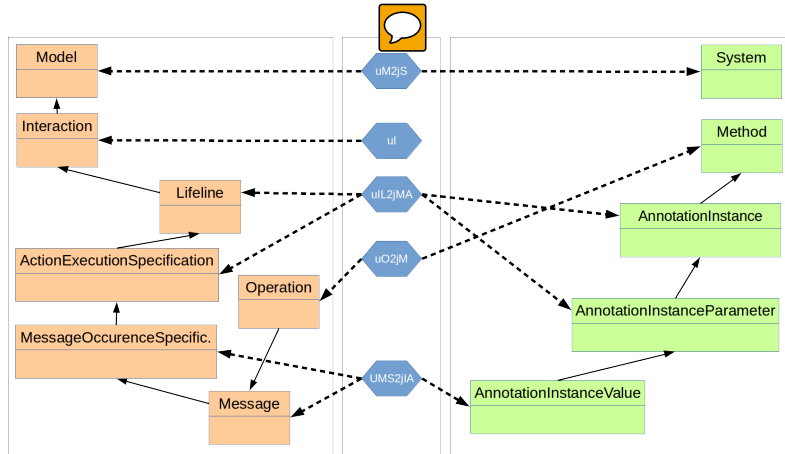 Model
uM2jS
System
Interaction
uI
Method
Lifeline
uIL2jMA
AnnotationInstance
ActionExecutionSpecification
uO2jM
Operation
AnnotationInstanceParameter
MessageOccurenceSpecific.
UMS2jIA
AnnotationInstanceValue
Message